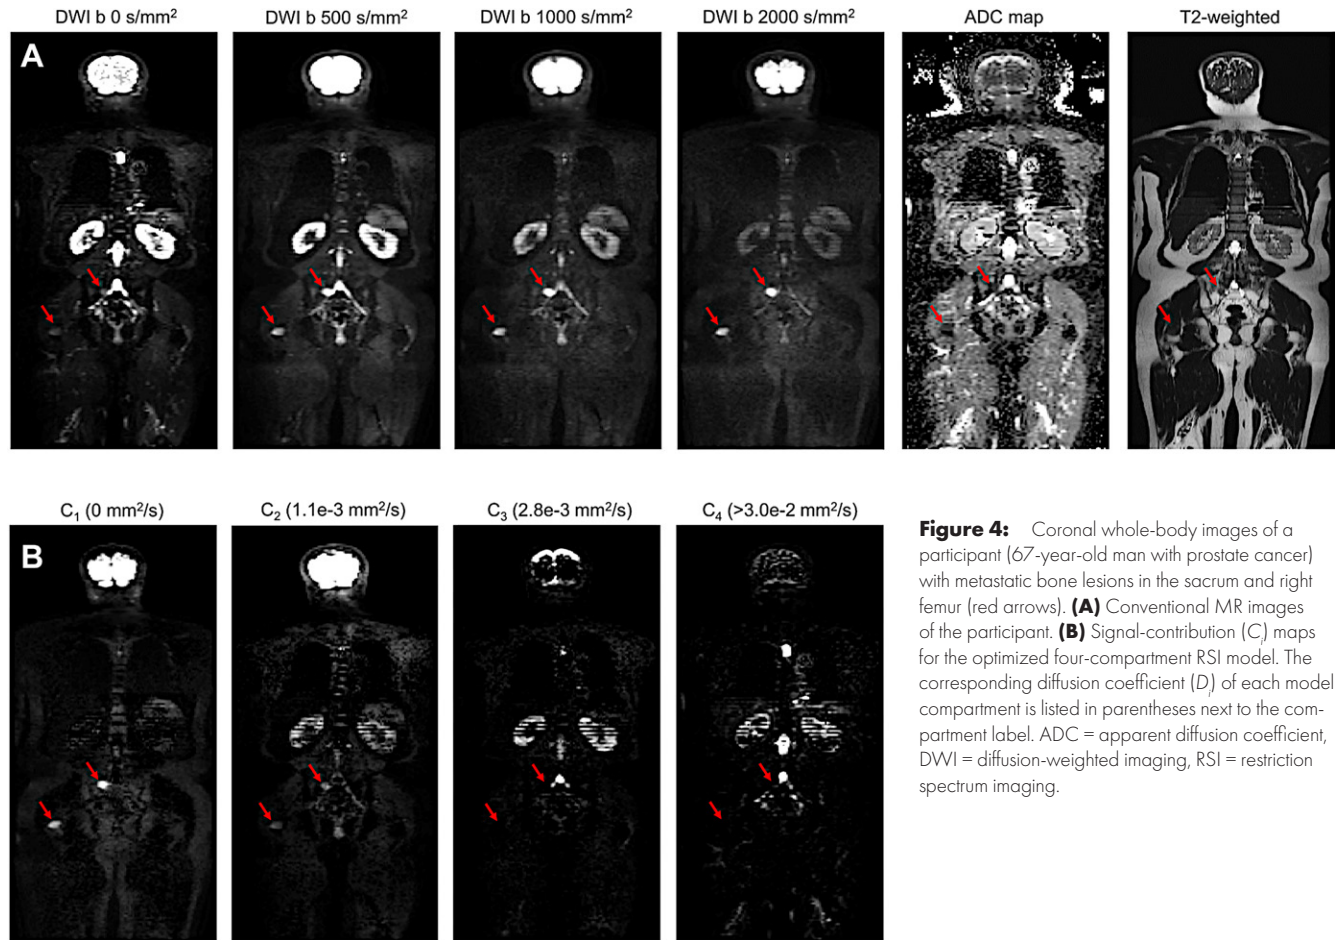 DWI b 0 s/mm²
DWI b 500 s/mm²
DWI b 1000 s/mm²
DWI b 2000 s/mm²
ADC map
T2-weighted
A
C₁ (0 mm²/s)
C₂ (1.1e-3 mm²/s)
C₃ (2.8e-3 mm²/s)
C₄ (>3.0e-2 mm²/s)
B
Figure 4: Coronal whole-body images of a
participant (67-year-old man with prostate cancer)
with metastatic bone lesions in the sacrum and right
femur (red arrows). (A) Conventional MR images
of the participant. (B) Signal-contribution (Cᵢ) maps
for the optimized four-compartment RSI model. The
corresponding diffusion coefficient (Dᵢ) of each model
compartment is listed in parentheses next to the com-
partment label. ADC = apparent diffusion coefficient,
DWI = diffusion-weighted imaging, RSI = restriction
spectrum imaging.